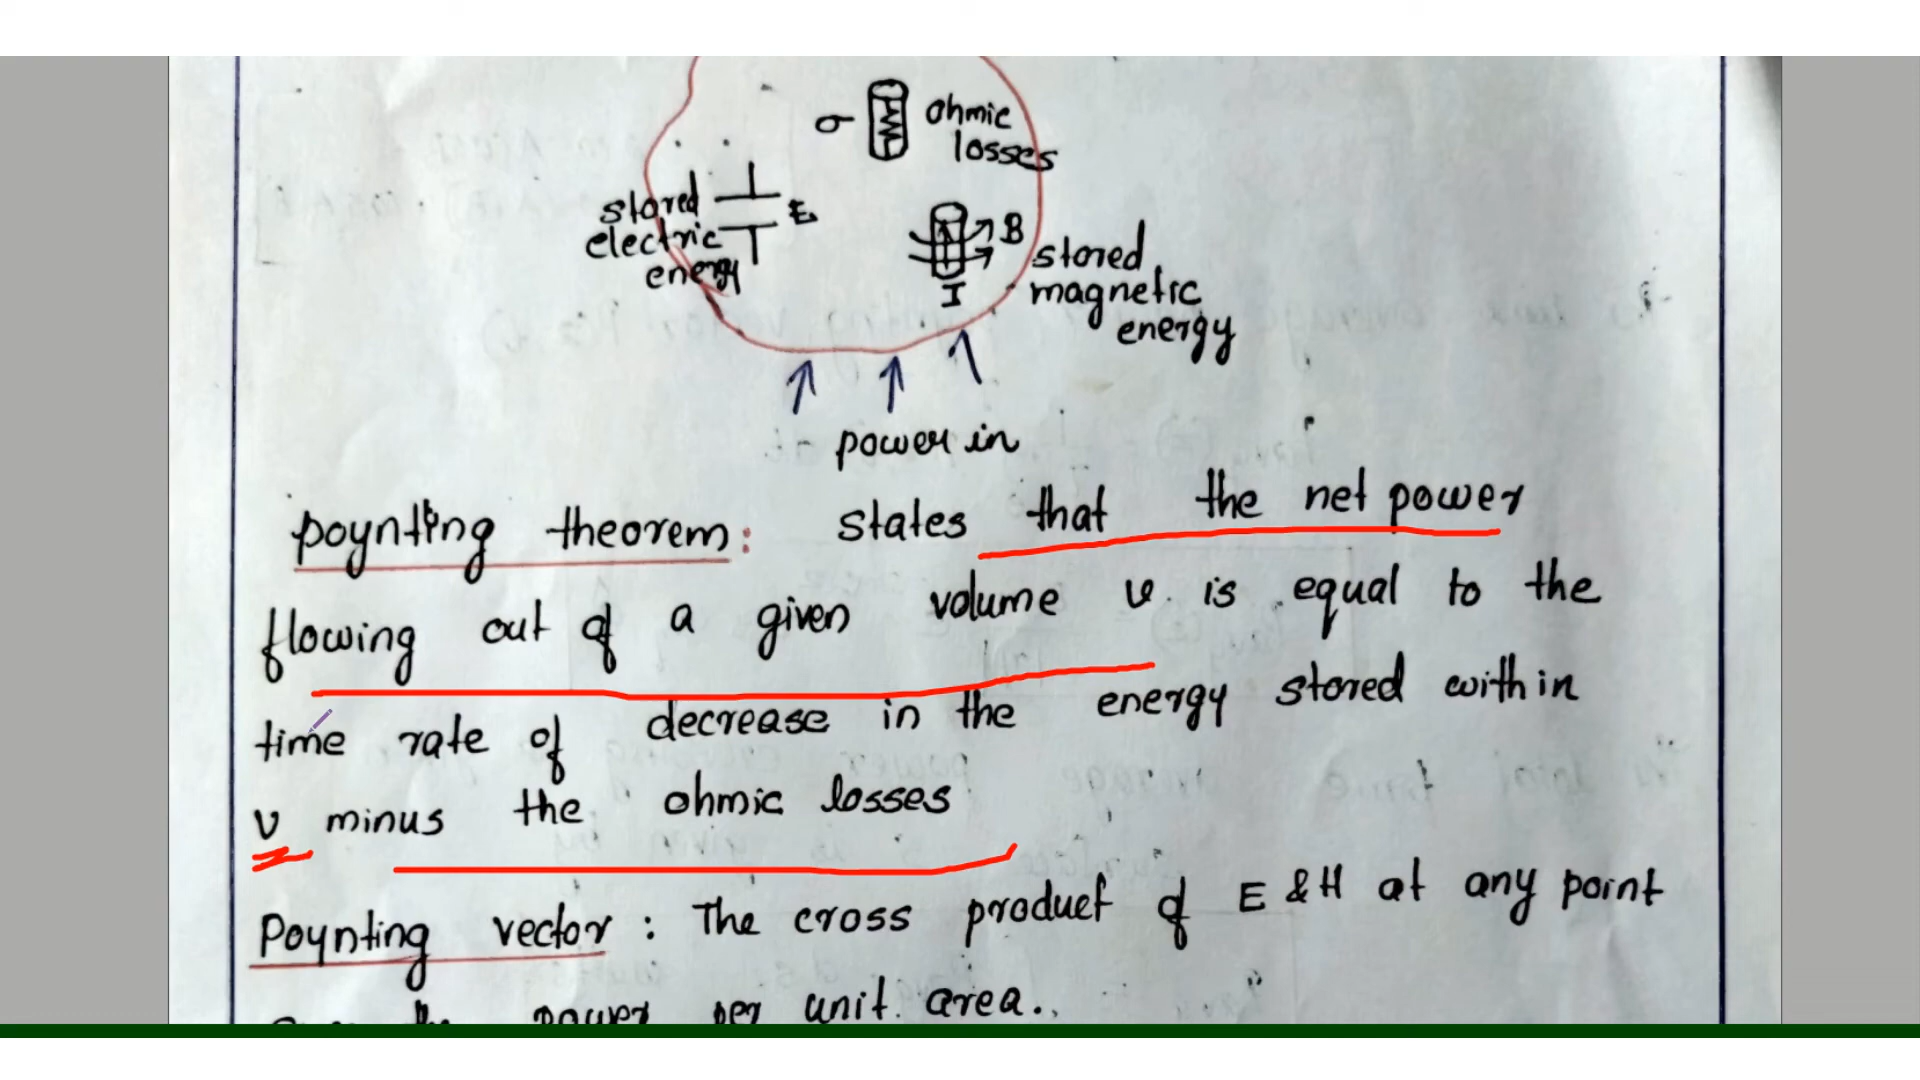 σ ohmic
losses
stored E
electric
energy
B
I
stored
magnetic
energy
power in
poynting theorem: states that the net power
flowing out of a given volume v is equal to the
time rate of decrease in the energy stored within
v minus the ohmic losses
Poynting vector: The cross product of E & H at any point
power per unit area..